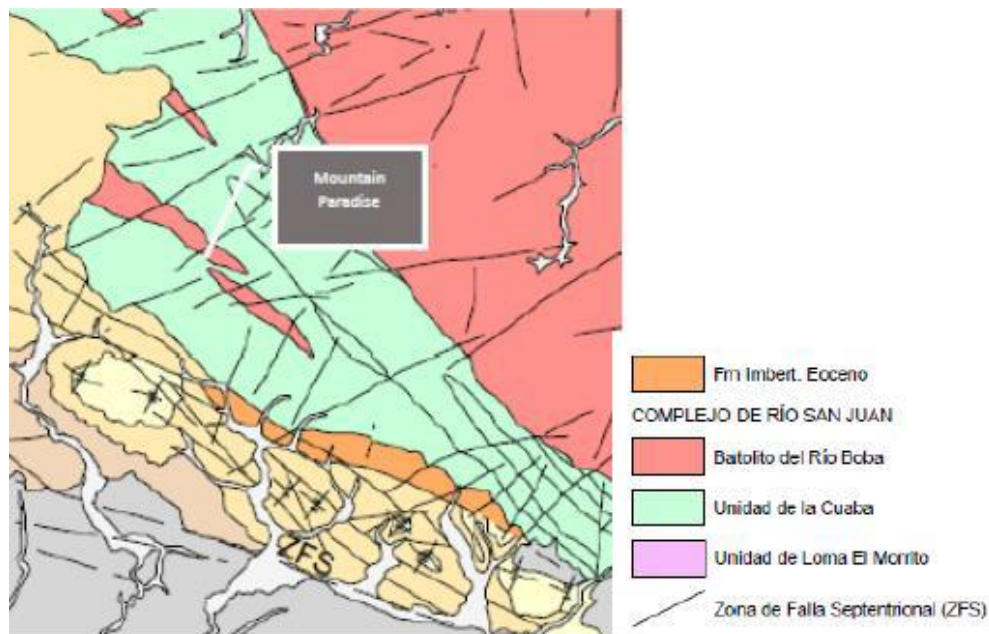 Mountain
Paradise
ZFS
Fm Imbert. Eoceno
COMPLEJO DE RÍO SAN JUAN
Batolito del Río Boba
Unidad de la Cuaba
Unidad de Loma El Morrito
Zona de Falla Septentrional (ZFS)